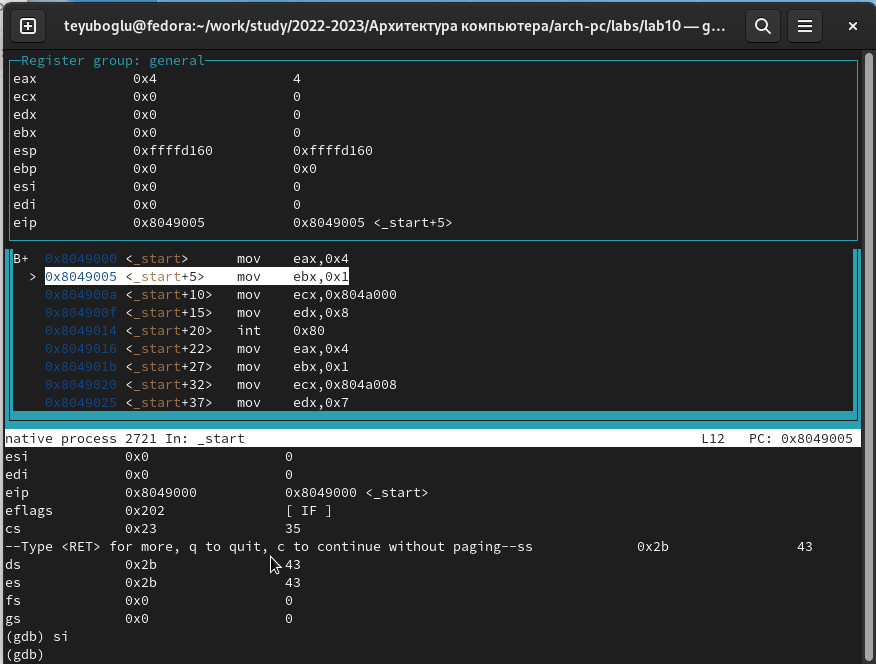 teyuboglu@fedora:~/work/study/2022-2023/Архитектура компьютера/arch-pc/labs/lab10 — g...
Register group: general
eax 0x4 4
ecx 0x0 0
edx 0x0 0
ebx 0x0 0
esp 0xffffd160 0xffffd160
ebp 0x0 0x0
esi 0x0 0
edi 0x0 0
eip 0x8049005 0x8049005 <_start+5>
B+ 0x8049000 <_start> mov eax,0x4
> 0x8049005 <_start+5> mov ebx,0x1
0x804900a <_start+10> mov ecx,0x804a000
0x804900f <_start+15> mov edx,0x8
0x8049014 <_start+20> int 0x80
0x8049016 <_start+22> mov eax,0x4
0x804901b <_start+27> mov ebx,0x1
0x8049020 <_start+32> mov ecx,0x804a008
0x8049025 <_start+37> mov edx,0x7
native process 2721 In: _start L12 PC: 0x8049005
esi 0x0 0
edi 0x0 0
eip 0x8049000 0x8049000 <_start>
eflags 0x202 [ IF ]
cs 0x23 35
--Type <RET> for more, q to quit, c to continue without paging--ss 0x2b 43
ds 0x2b 43
es 0x2b 43
fs 0x0 0
gs 0x0 0
(gdb) si
(gdb)